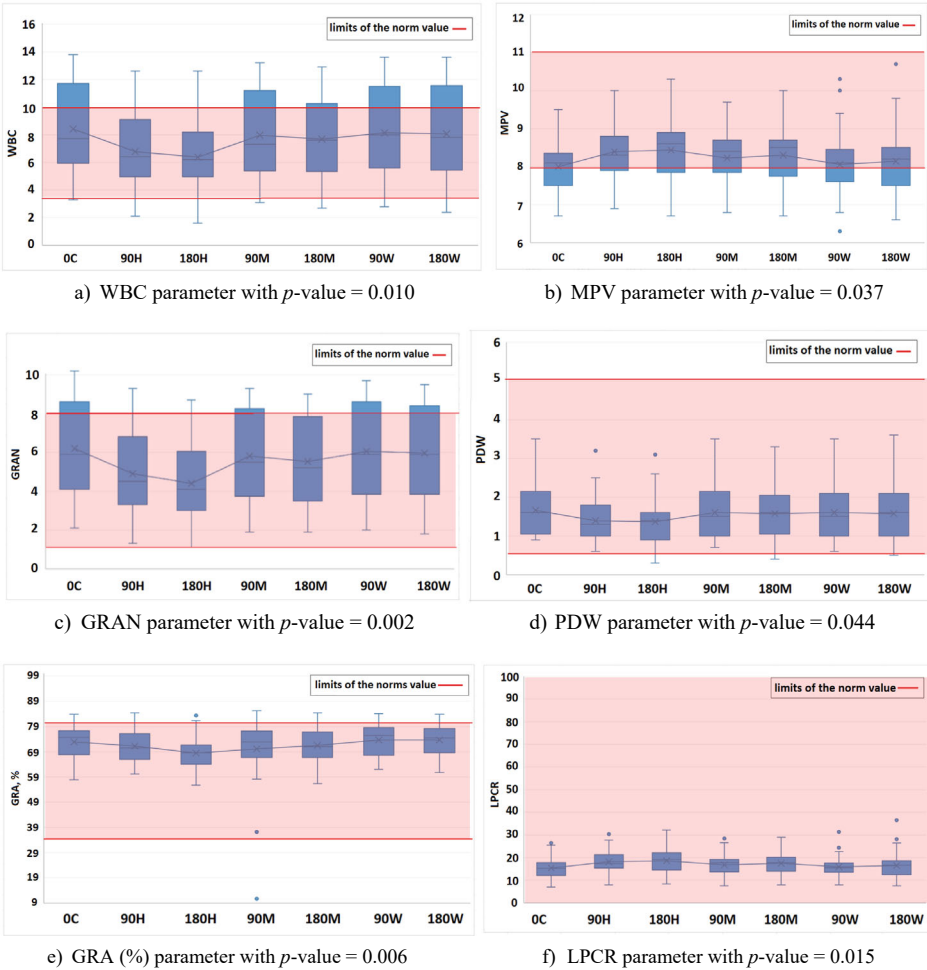 limits of the norm value
16
14
12
10
8
6
4
2
0
WBC
0C 90H 180H 90M 180M 90W 180W
a) WBC parameter with p-value = 0.010
limits of the norm value
12
11
10
9
8
8
7
6
MPV
0C 90H 180H 90M 180M 90W 180W
b) MPV parameter with p-value = 0.037
limits of the norm value
10
8
6
4
2
0
GRAN
0C 90H 180H 90M 180M 90W 180W
c) GRAN parameter with p-value = 0.002
limits of the norm value
6
5
4
3
2
1
0
PDW
0C 90H 180H 90M 180M 90W 180W
d) PDW parameter with p-value = 0.044
limits of the norms value
99
89
79
69
59
49
39
29
19
9
GRA, %
0C 90H 180H 90M 180M 90W 180W
e) GRA (%) parameter with p-value = 0.006
limits of the norm value
100
90
80
70
60
50
40
30
20
10
0
LPCR
0C 90H 180H 90M 180M 90W 180W
f) LPCR parameter with p-value = 0.015